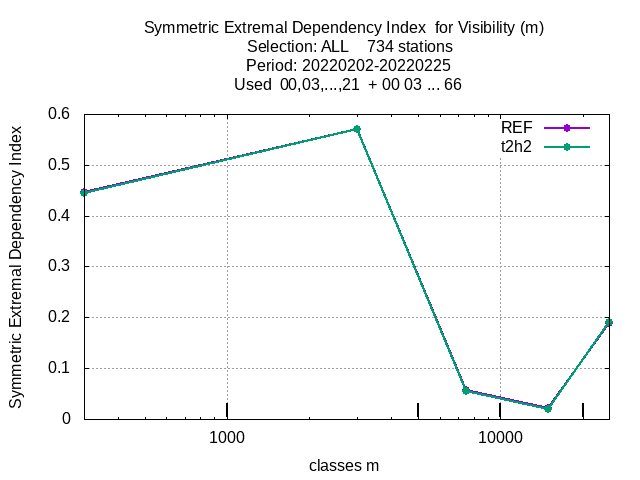 Symmetric Extremal Dependency Index  for Visibility (m)
Selection: ALL    734 stations
Period: 20220202-20220225
Used  00,03,...,21  + 00 03 ... 66
Symmetric Extremal Dependency Index
0.6
0.5
0.4
0.3
0.2
0.1
0
REF
t2h2
1000
10000
classes m